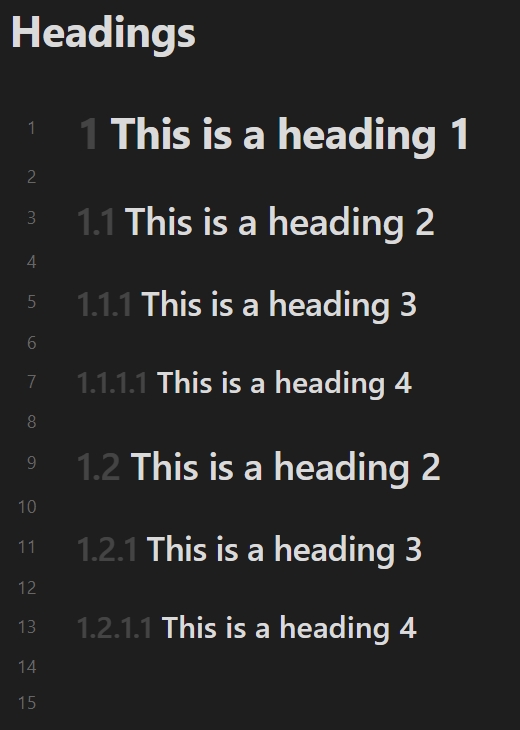 Headings
1 1 This is a heading 1
2
3 1.1 This is a heading 2
4
5 1.1.1 This is a heading 3
6
7 1.1.1.1 This is a heading 4
8
9 1.2 This is a heading 2
10
11 1.2.1 This is a heading 3
12
13 1.2.1.1 This is a heading 4
14
15